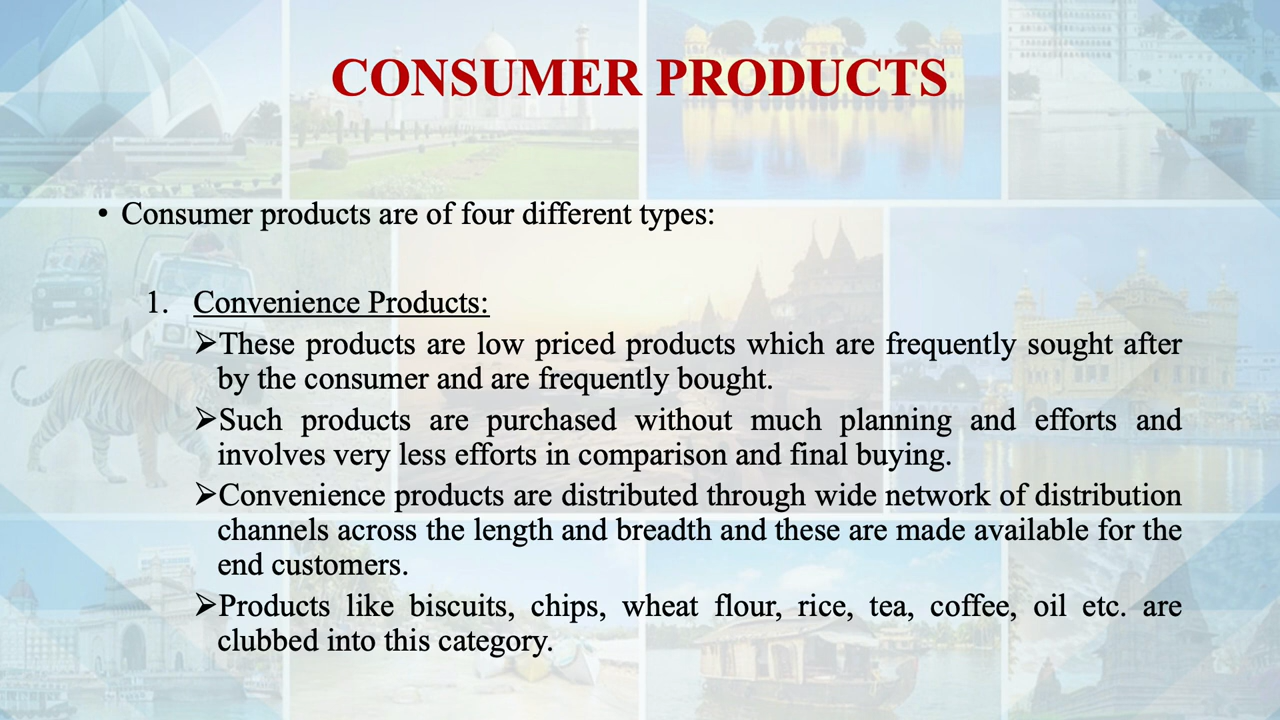 CONSUMER PRODUCTS
• Consumer products are of four different types:
1. Convenience Products:
➢These products are low priced products which are frequently sought after
by the consumer and are frequently bought.
➢Such products are purchased without much planning and efforts and
involves very less efforts in comparison and final buying.
➢Convenience products are distributed through wide network of distribution
channels across the length and breadth and these are made available for the
end customers.
➢Products like biscuits, chips, wheat flour, rice, tea, coffee, oil etc. are
clubbed into this category.